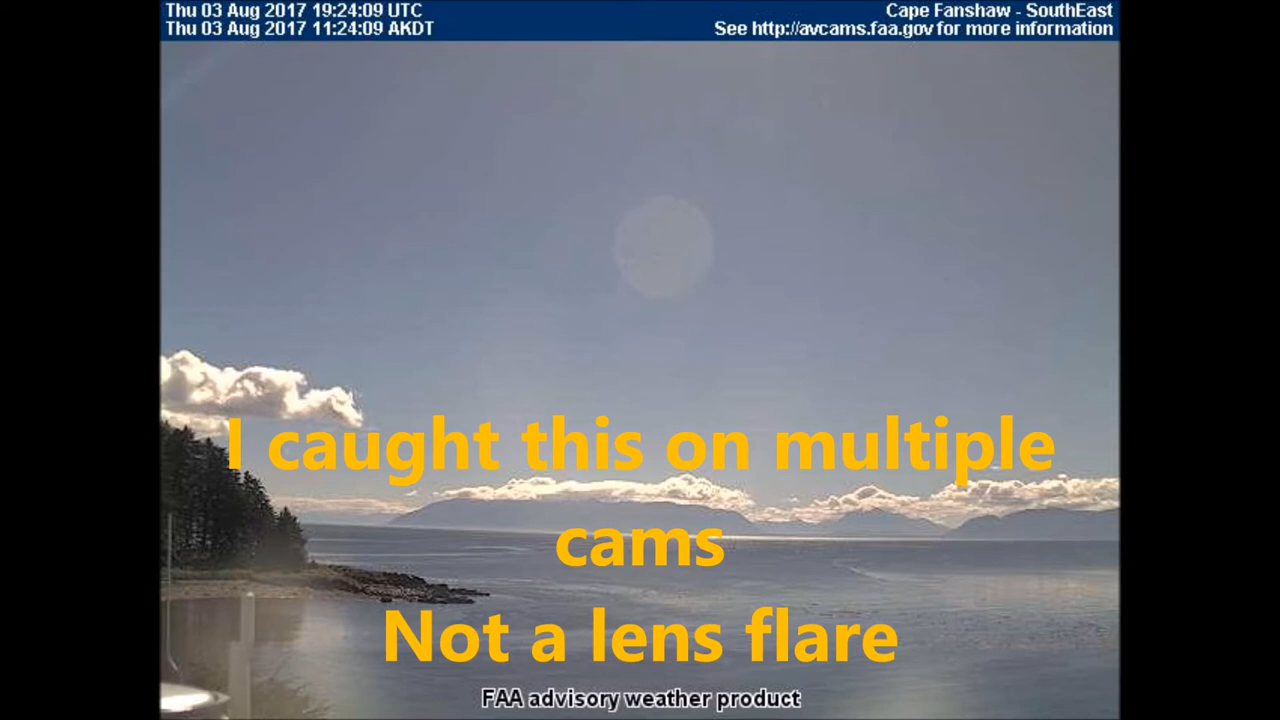 Thu 03 Aug 2017 19:24:09 UTC
Cape Fanshaw - SouthEast
Thu 03 Aug 2017 11:24:09 AKDT
See http://avcams.faa.gov for more information
I caught this on multiple
cams
Not a lens flare
FAA advisory weather product